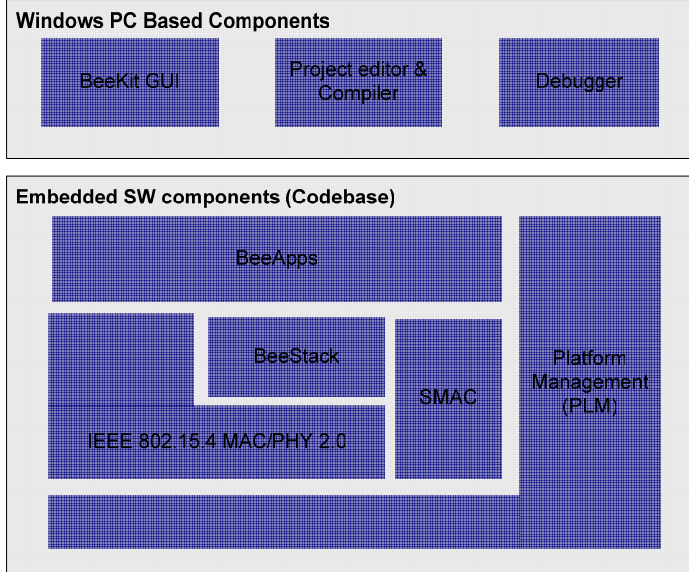 Windows PC Based Components
BeeKit GUI
Project editor &
Compiler
Debugger
Embedded SW components (Codebase)
BeeApps
BeeStack
SMAC
Platform
Management
(PLM)
IEEE 802.15.4 MAC/PHY 2.0